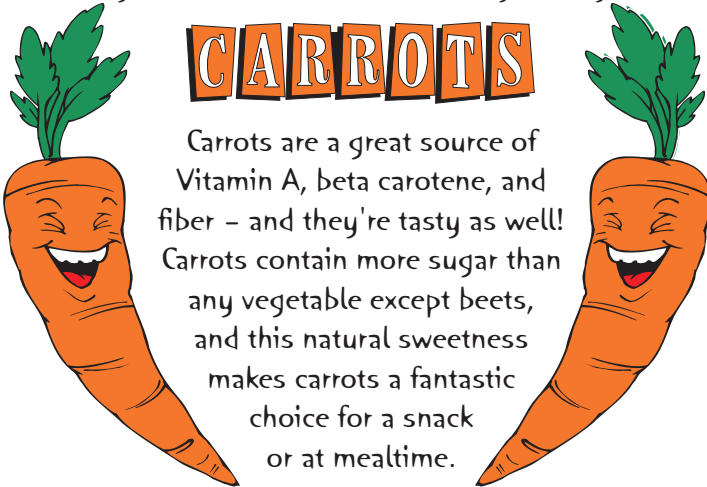 CARROTS
Carrots are a great source of
Vitamin A, beta carotene, and
fiber – and they're tasty as well!
Carrots contain more sugar than
any vegetable except beets,
and this natural sweetness
makes carrots a fantastic
choice for a snack
or at mealtime.